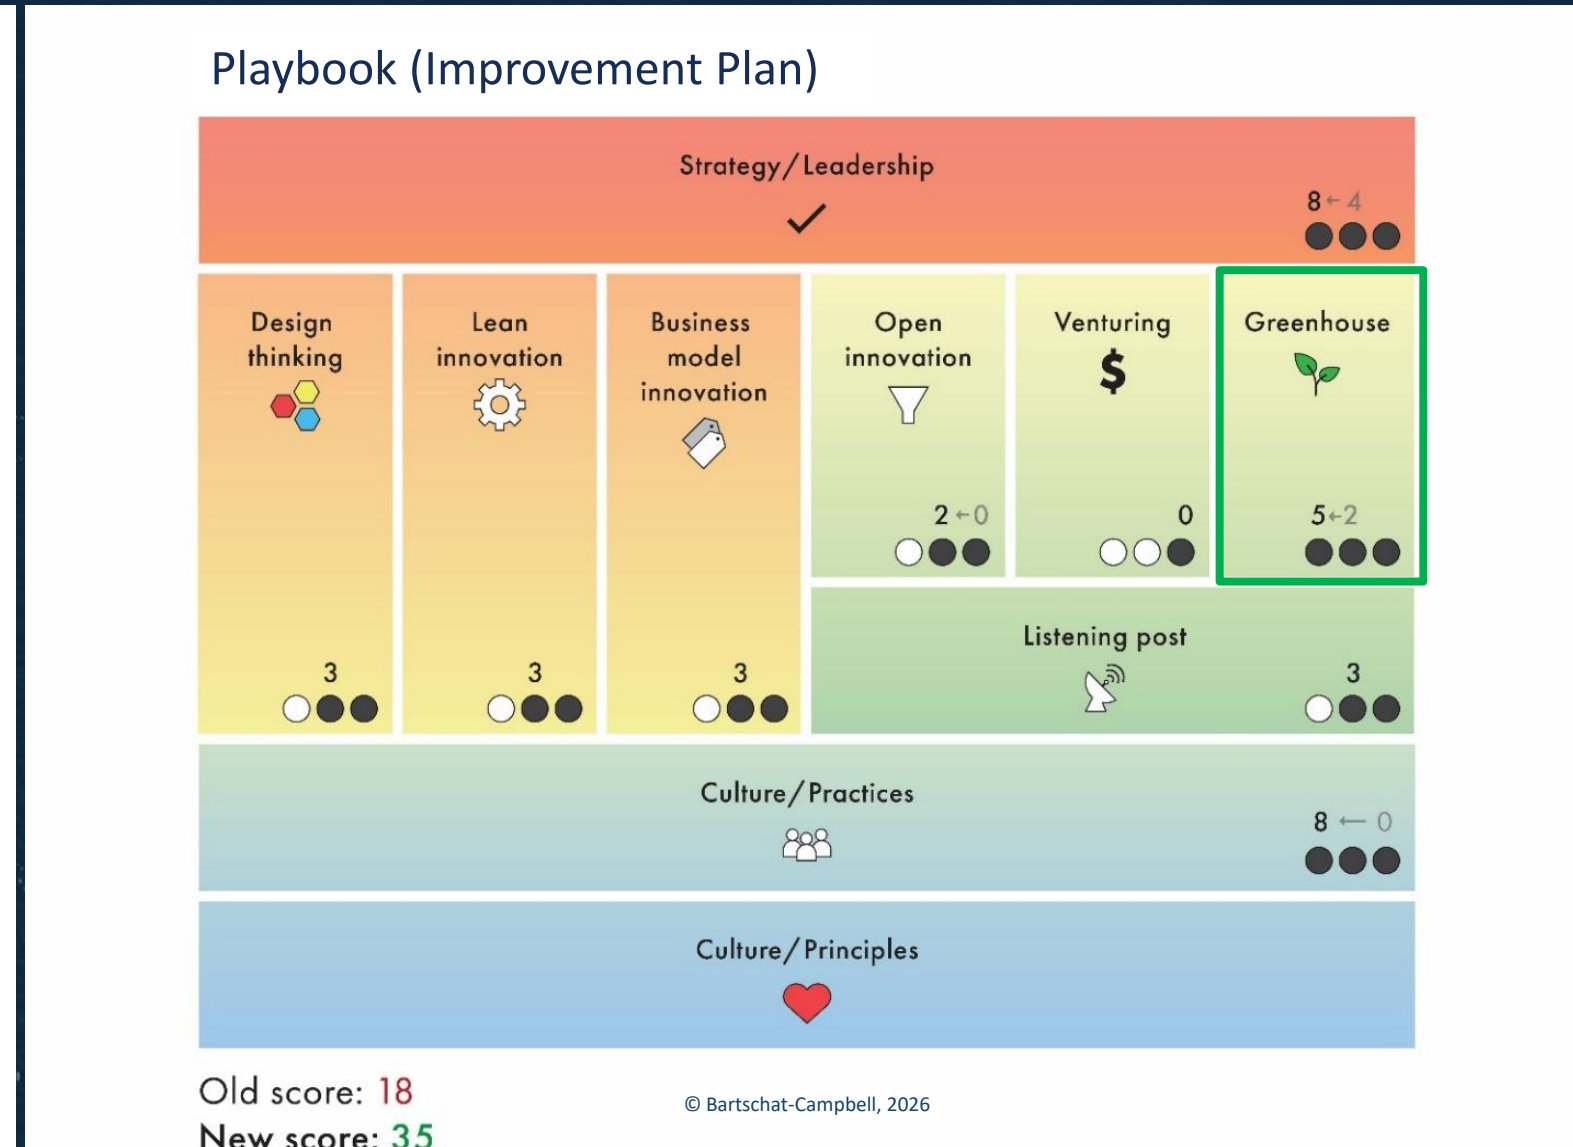 Playbook (Improvement Plan)
Strategy/Leadership
8 ← 4
Design
thinking
3
Lean
innovation
3
Business
model
innovation
3
Open
innovation
2 ← 0
Venturing
$
0
Greenhouse
5 ← 2
Listening post
3
Culture/Practices
8 ← 0
Culture/Principles
Old score: 18
New score: 35
© Bartschat-Campbell, 2026